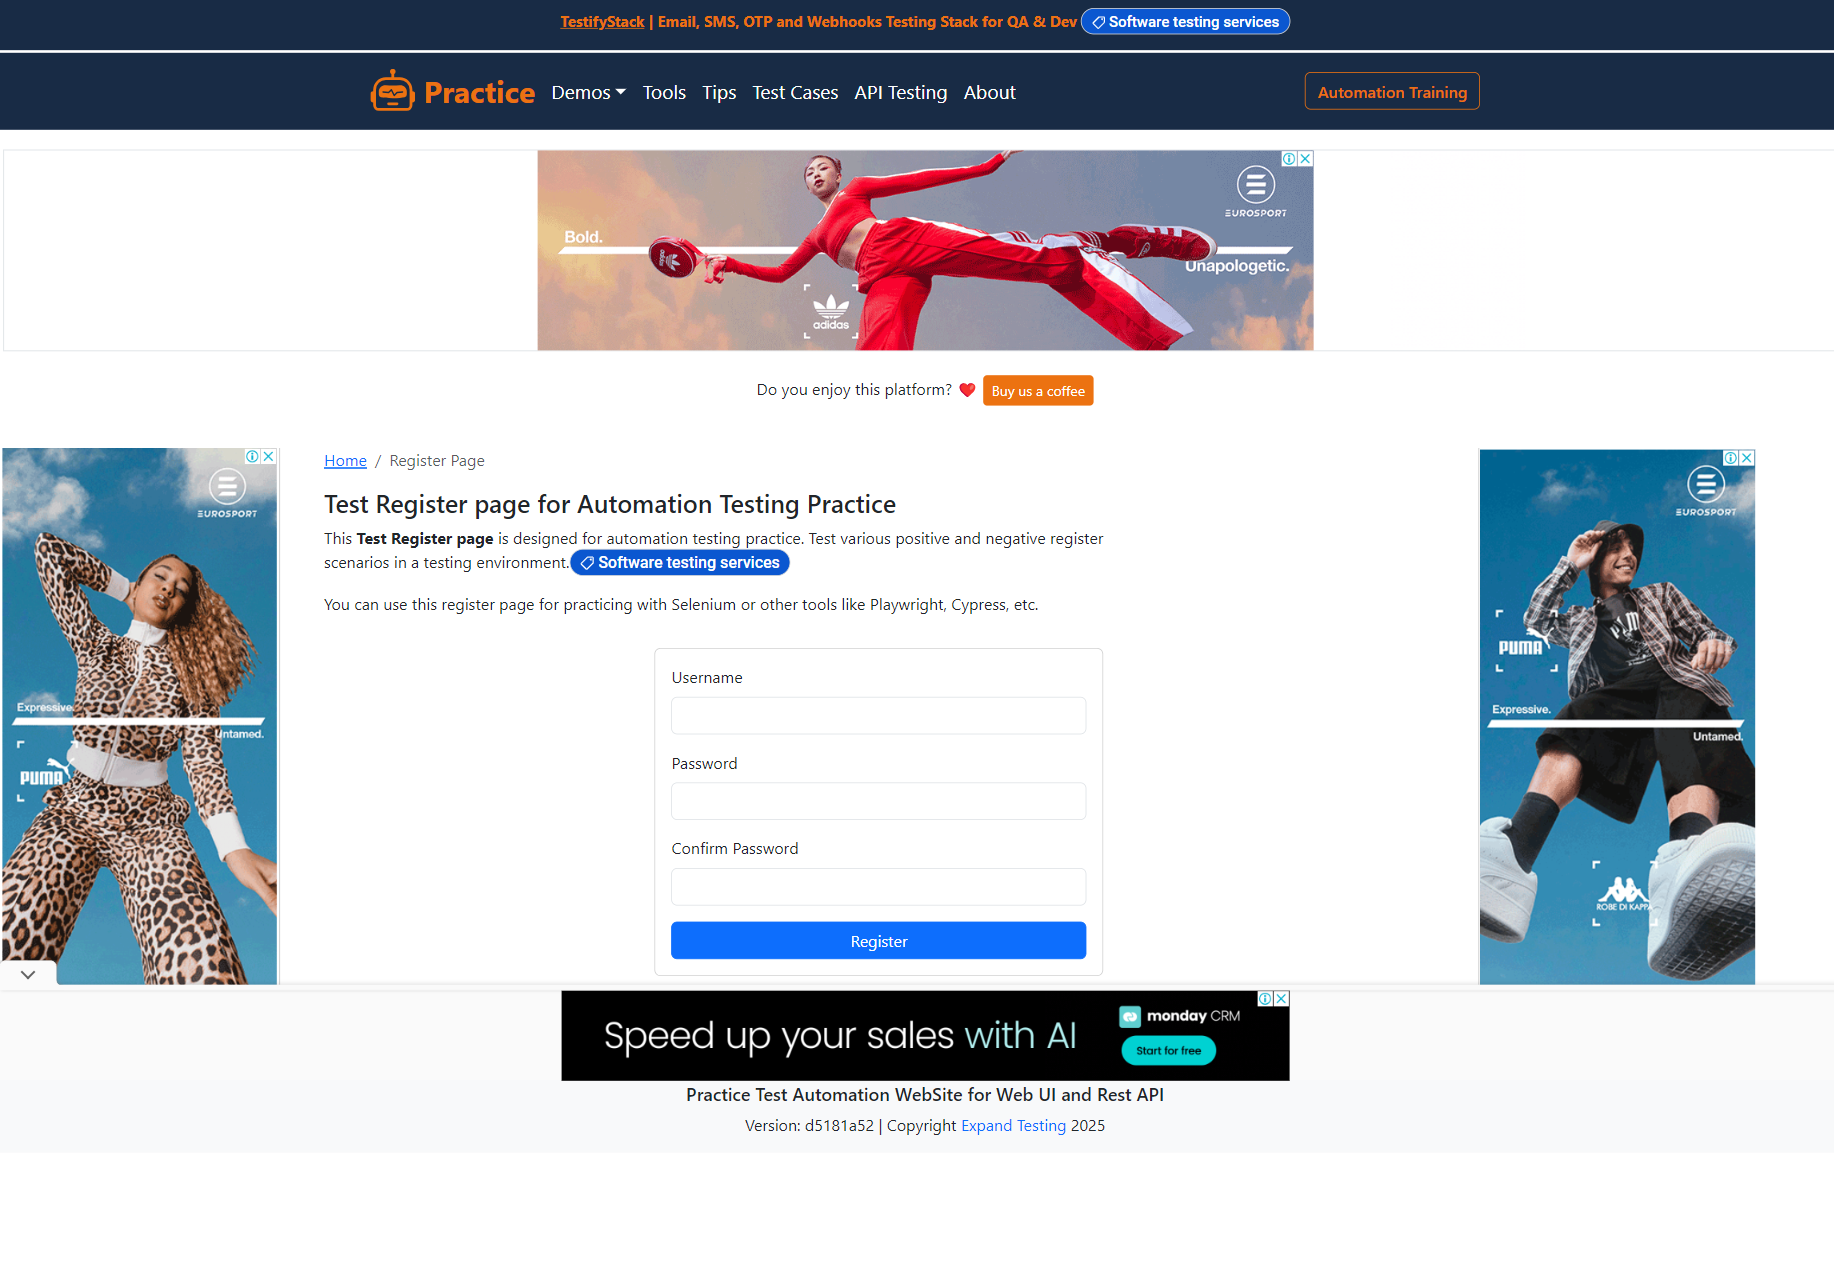 TestifyStack | Email, SMS, OTP and Webhooks Testing Stack for QA & Dev Software testing services
Practice Demos Tools Tips Test Cases API Testing About Automation Training
EUROSPORT
Bold.
Unapologetic.
adidas
Do you enjoy this platform? ❤️ Buy us a coffee
EUROSPORT
Expressive.
Untamed.
PUMA
Home / Register Page
Test Register page for Automation Testing Practice
This Test Register page is designed for automation testing practice. Test various positive and negative register
scenarios in a testing environment. Software testing services
You can use this register page for practicing with Selenium or other tools like Playwright, Cypress, etc.
Username
Password
Confirm Password
Register
EUROSPORT
PUMA
Expressive.
Untamed.
ROBE DI KAPPA
Speed up your sales with AI
monday CRM
Start for free
Practice Test Automation WebSite for Web UI and Rest API
Version: d5181a52 | Copyright Expand Testing 2025